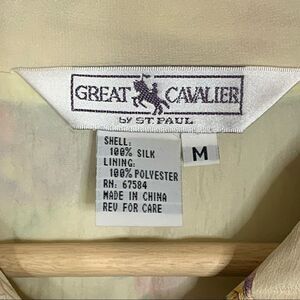 GREAT CAVALIER
by ST. PAUL
SHELL:
100% SILK
LINING:
100% POLYESTER
RN: 67584
MADE IN CHINA
REV FOR CARE
M